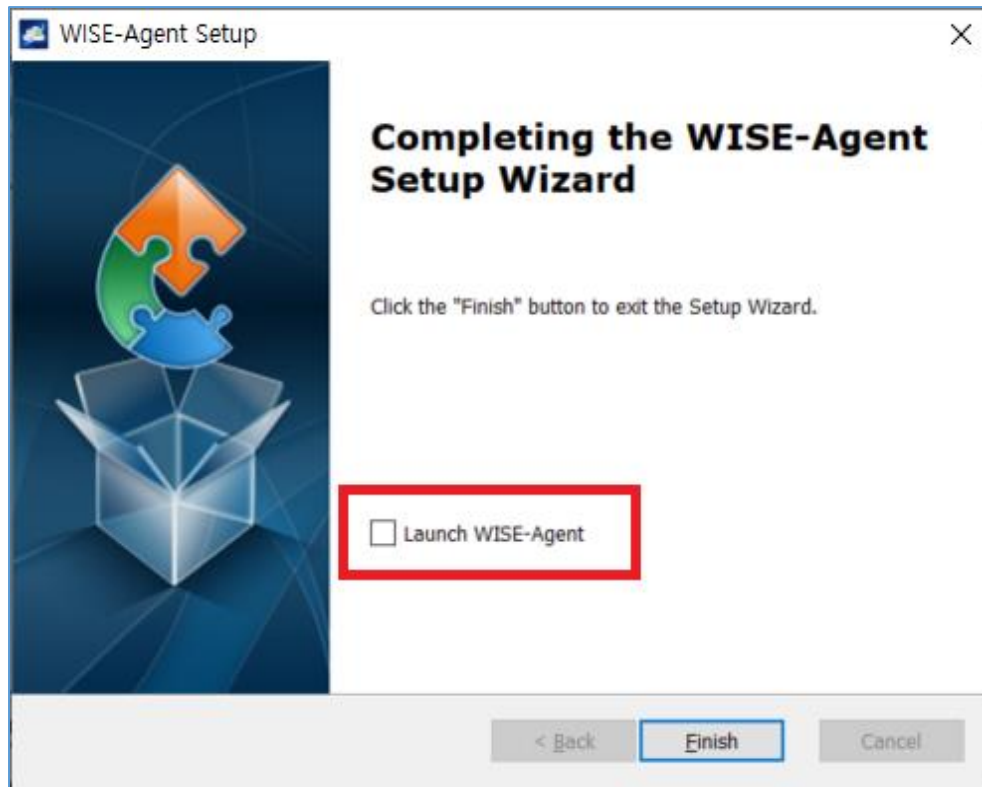 WISE-Agent Setup
Completing the WISE-Agent
Setup Wizard
Click the "Finish" button to exit the Setup Wizard.
Launch WISE-Agent
< Back Finish Cancel